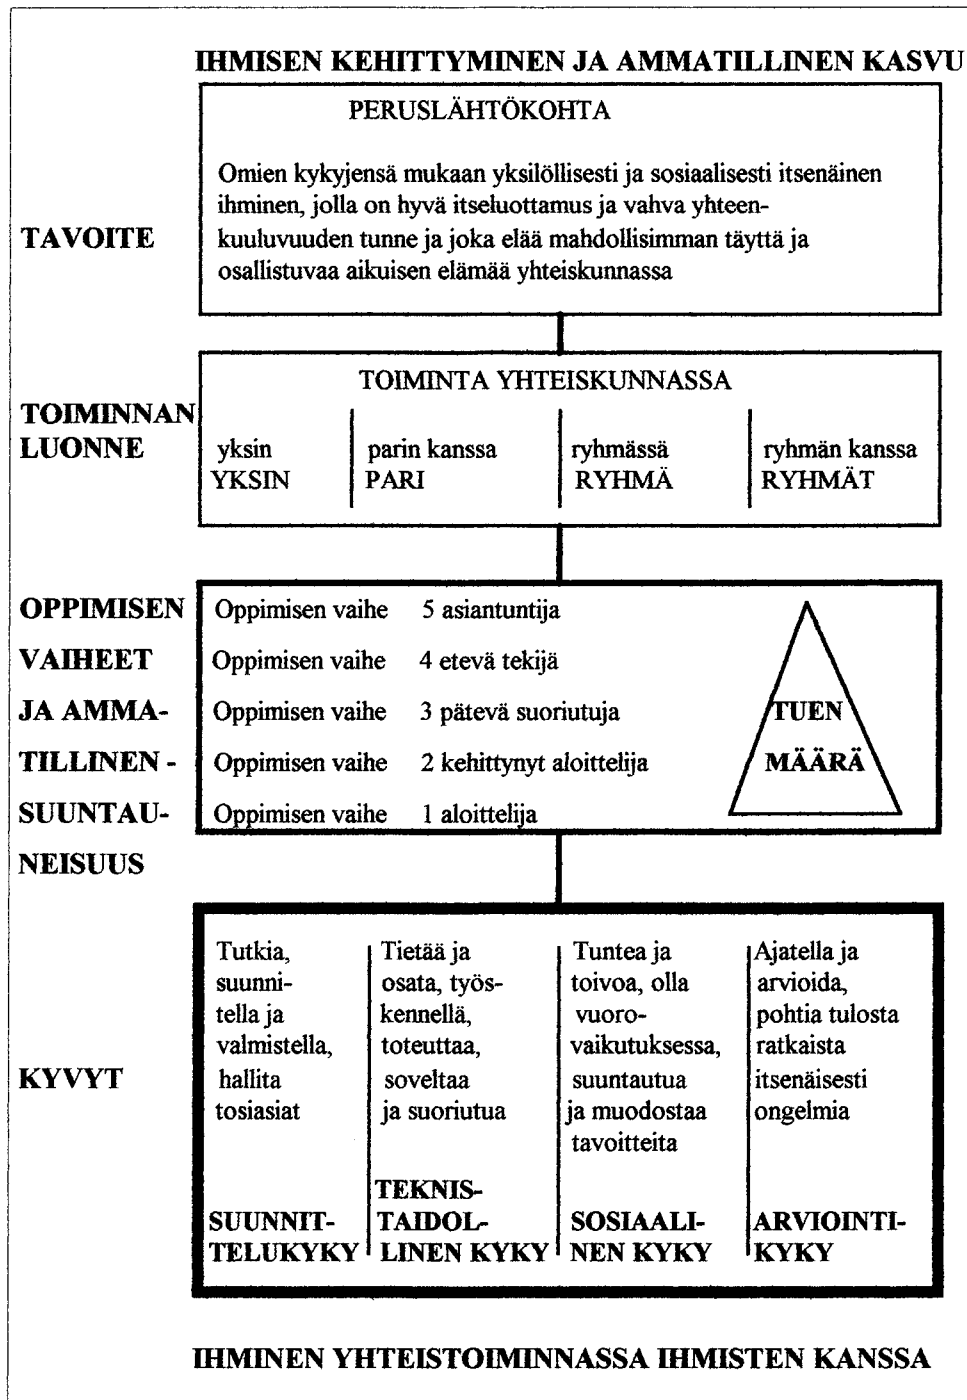 IHMISEN KEHITTYMINEN JA AMMATILLINEN KASVU
PERUSLÄHTÖKOHTA
TAVOITE
Omien kykyjensä mukaan yksilöllisesti ja sosiaalisesti itsenäinen
ihminen, jolla on hyvä itseluottamus ja vahva yhteen-
kuuluvuuden tunne ja joka elää mahdollisimman täyttä ja
osallistuvaa aikuisen elämää yhteiskunnassa
TOIMINNAN
LUONNE
TOIMINTA YHTEISKUNNASSA
yksin
YKSIN
parin kanssa
PARI
ryhmässä
RYHMÄ
ryhmän kanssa
RYHMÄT
OPPIMISEN
VAIHEET
JA AMMA-
TILLINEN -
SUUNTAU-
NEISUUS
Oppimisen vaihe 5 asiantuntija
Oppimisen vaihe 4 etevä tekijä
Oppimisen vaihe 3 pätevä suoriutuja
Oppimisen vaihe 2 kehittynyt aloittelija
Oppimisen vaihe 1 aloittelija
TUEN
MÄÄRÄ
KYVYT
Tutkia,
suunni-
tella ja
valmistella,
hallita
tosiasiat
SUUNNIT-
TELUKYKY
Tietää ja
osata, työs-
kennellä,
toteuttaa,
soveltaa
ja suoriutua
TEKNIS-
TAIDOL-
LINEN KYKY
Tuntea ja
toivoa, olla
vuoro-
vaikutuksessa,
suuntautua
ja muodostaa
tavoitteita
SOSIAALI-
NEN KYKY
Ajatella ja
arvioida,
pohtia tulosta
ratkaista
itsenäisesti
ongelmia
ARVIOINTI-
KYKY
IHMINEN YHTEISTOIMINNASSA IHMISTEN KANSSA